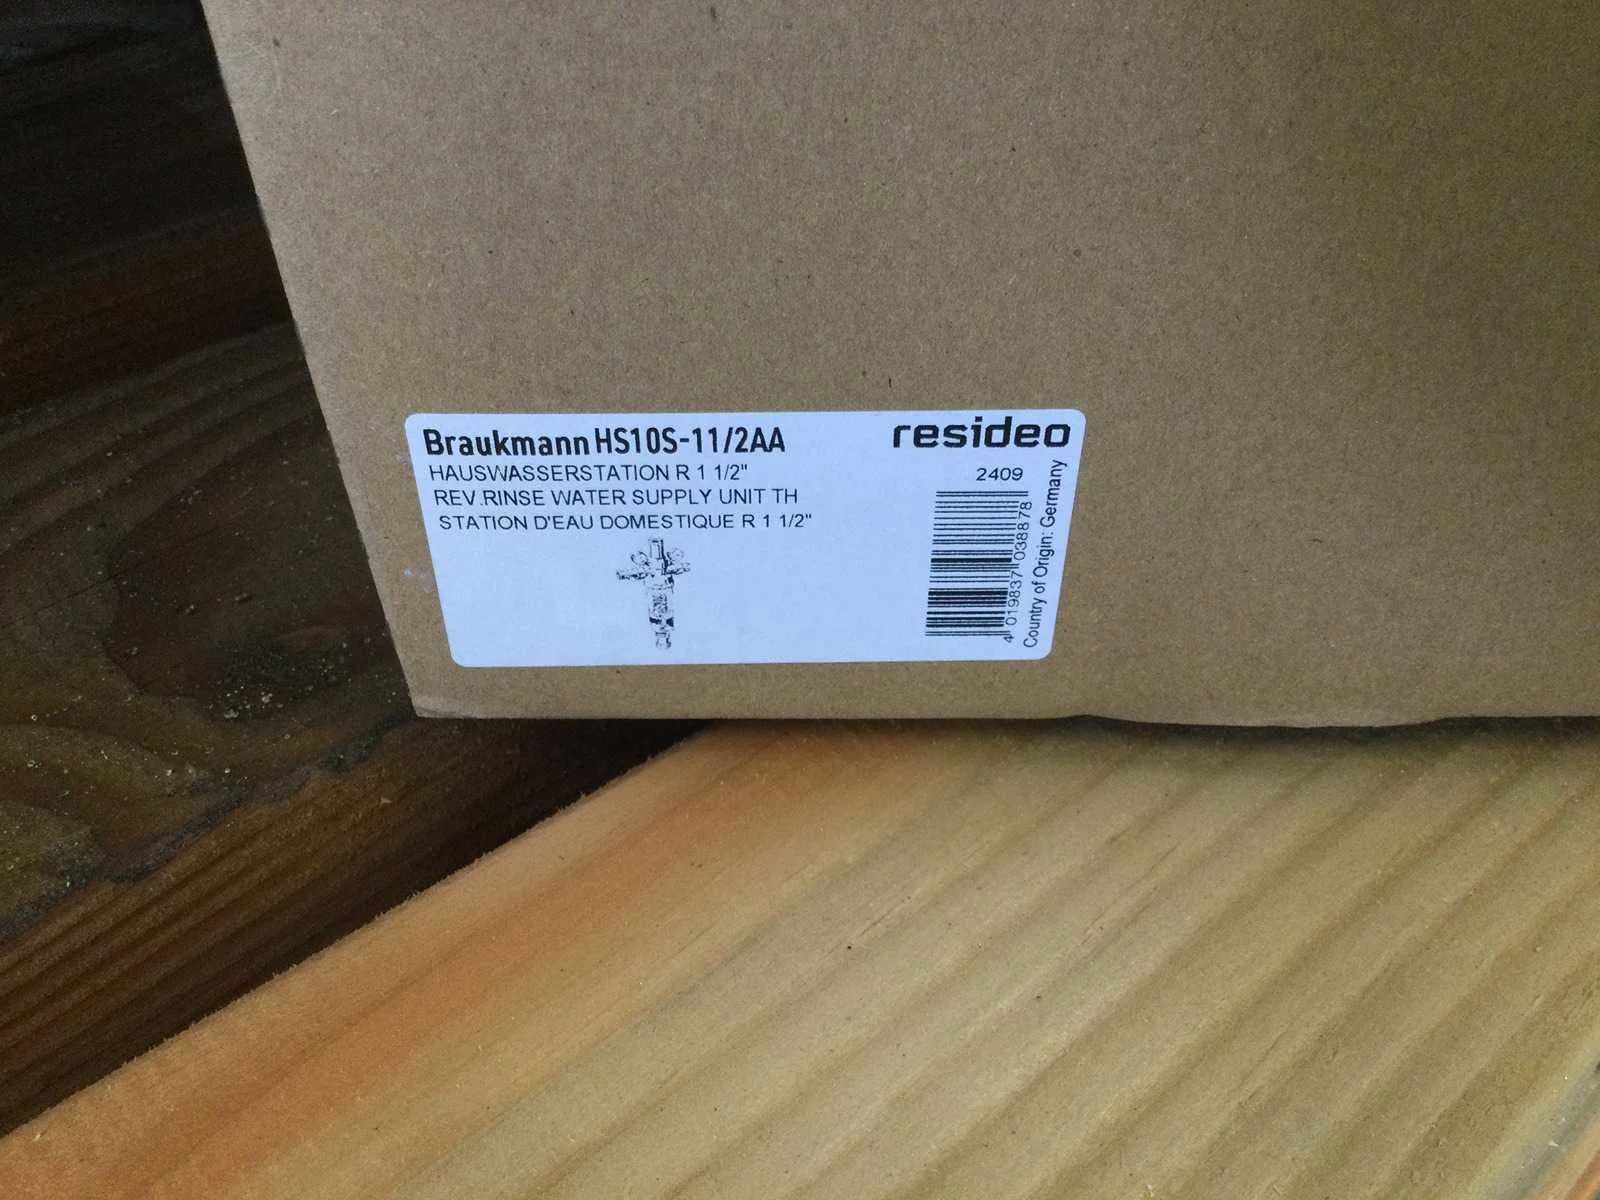 Braukmann HS10S-11/2AA
HAUSWASSERSTATION R 1 1/2"
REV.RINSE WATER SUPPLY UNIT TH
STATION D'EAU DOMESTIQUE R 1 1/2"
resideo
2409
4 019837 038878
Country of Origin: Germany